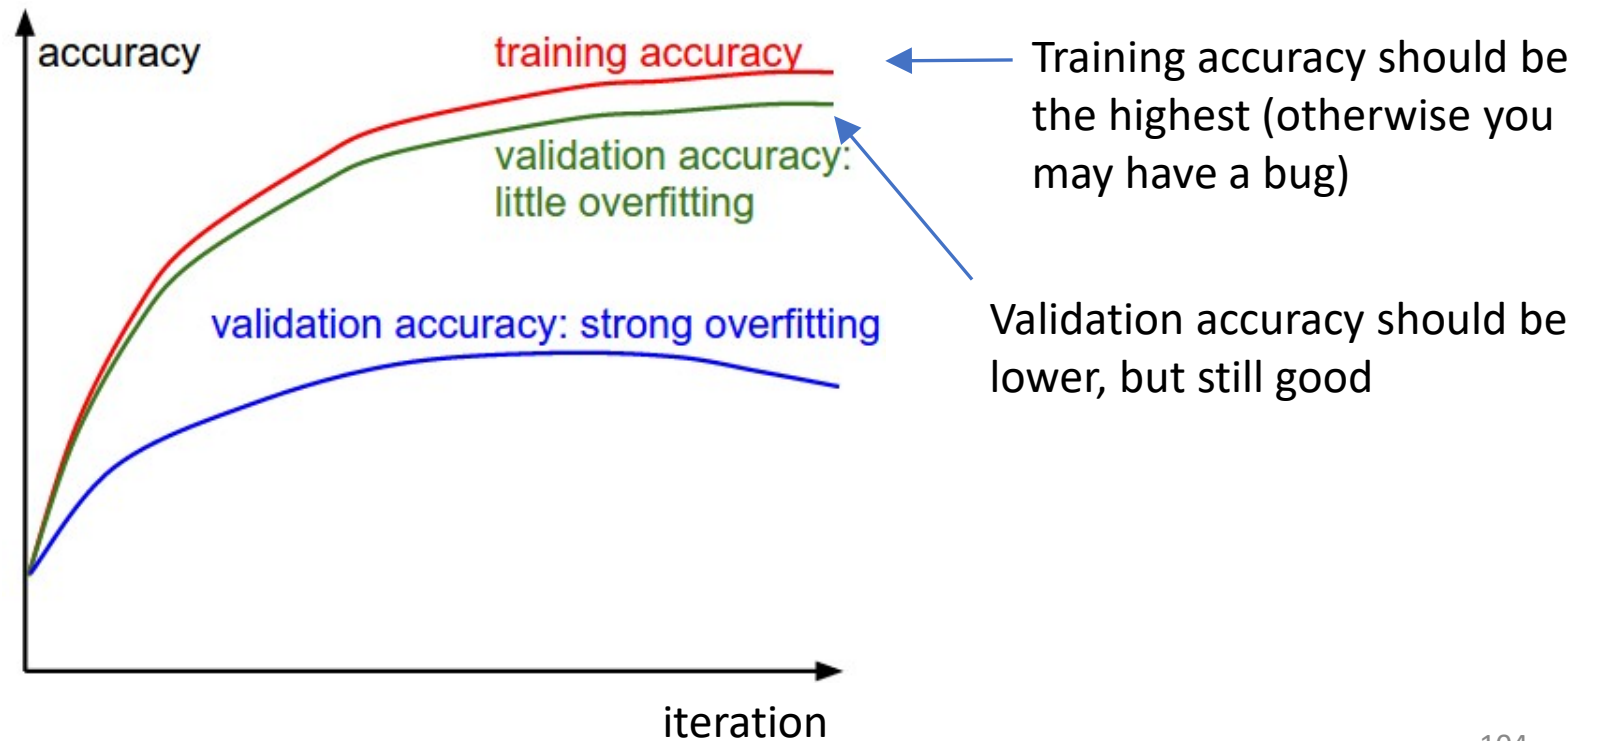 accuracy
training accuracy
validation accuracy:
little overfitting
validation accuracy: strong overfitting
iteration
Training accuracy should be
the highest (otherwise you
may have a bug)
Validation accuracy should be
lower, but still good